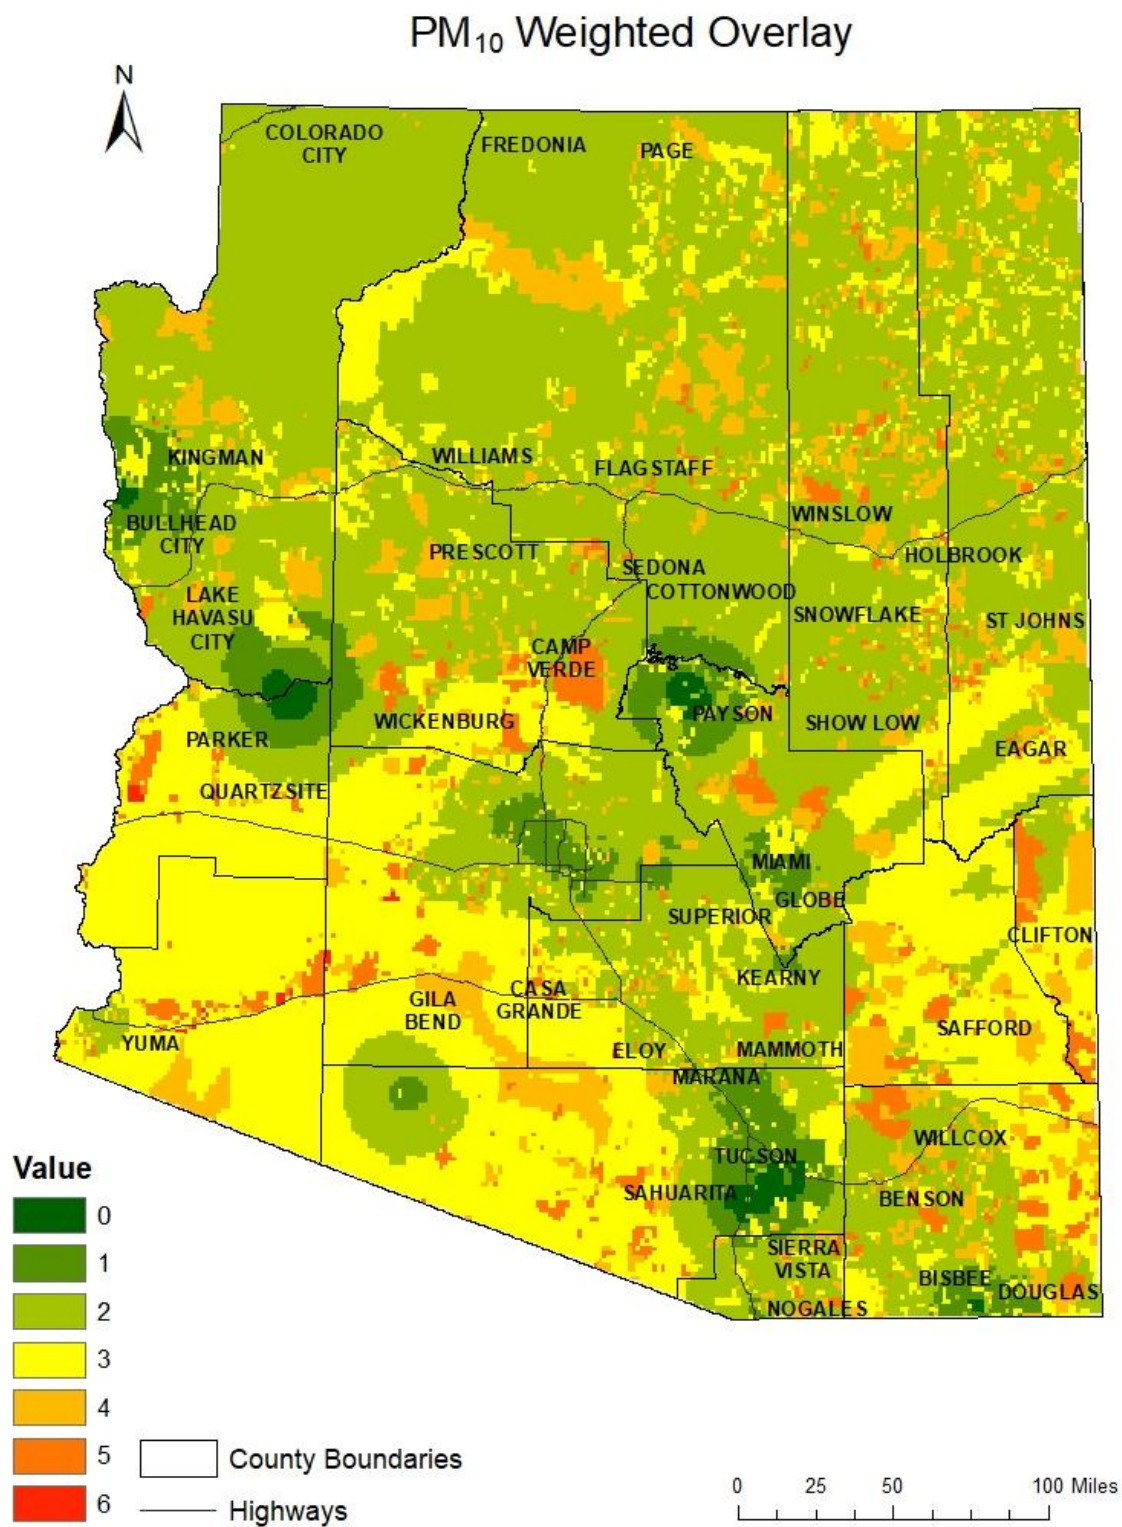 PM10 Weighted Overlay
N
COLORADO
CITY
FREDONIA
PAGE
KINGMAN
WILLIAMS
FLAGSTAFF
BULLHEAD
CITY
WINSLOW
PRESCOTT
HOLBROOK
SEDONA
COTTONWOOD
LAKE
HAVASU
CITY
SNOWFLAKE
ST JOHNS
CAMP
VERDE
WICKENBURG
PAYSON
SHOW LOW
PARKER
EAGAR
QUARTZSITE
MIAMI
GLOBE
SUPERIOR
CLIFTON
KEARNY
CASA
GRANDE
GILA
BEND
SAFFORD
YUMA
ELOY
MAMMOTH
MARANA
WILLCOX
TUCSON
SAHUARITA
BENSON
SIERRA
VISTA
BISBEE
DOUGLAS
NOGALES
Value
0
1
2
3
4
5
6
County Boundaries
Highways
0 25 50 100 Miles